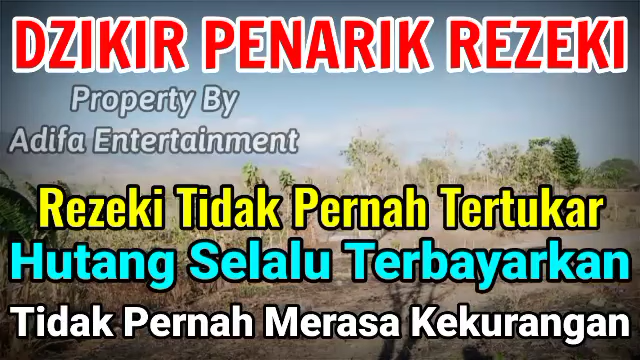 DZIKIR PENARIK REZEKI
Property By
Adifa Entertainment
Rezeki Tidak Pernah Tertukar
Hutang Selalu Terbayarkan
Tidak Pernah Merasa Kekurangan